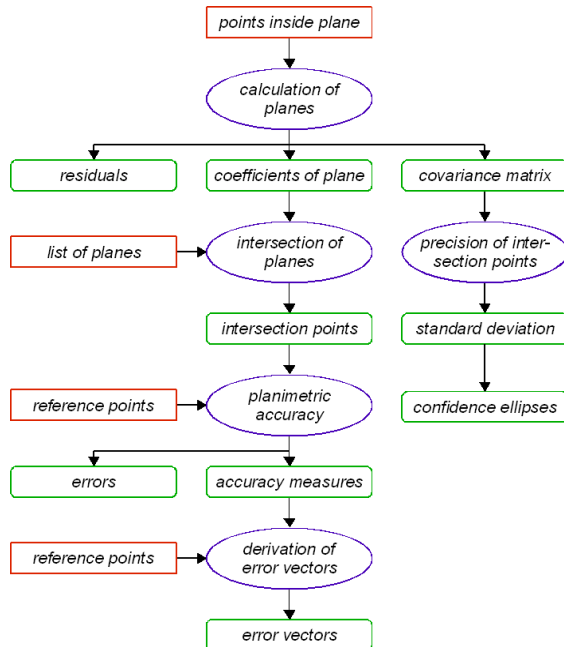 points inside plane
calculation of
planes
residuals
coefficients of plane
covariance matrix
list of planes
intersection of
planes
precision of inter-
section points
intersection points
standard deviation
reference points
planimetric
accuracy
confidence ellipses
errors
accuracy measures
reference points
derivation of
error vectors
error vectors